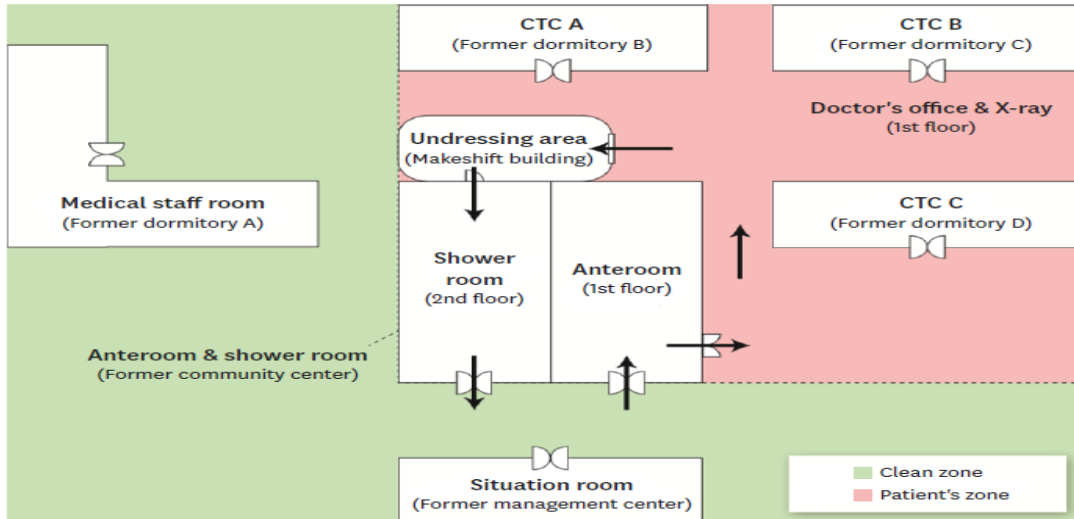 CTC A
(Former dormitory B)
CTC B
(Former dormitory C)
Doctor's office & X-ray
(1st floor)
Undressing area
(Makeshift building)
Medical staff room
(Former dormitory A)
CTC C
(Former dormitory D)
Shower
room
(2nd floor)
Anteroom
(1st floor)
Anteroom & shower room
(Former community center)
Situation room
(Former management center)
Clean zone
Patient's zone